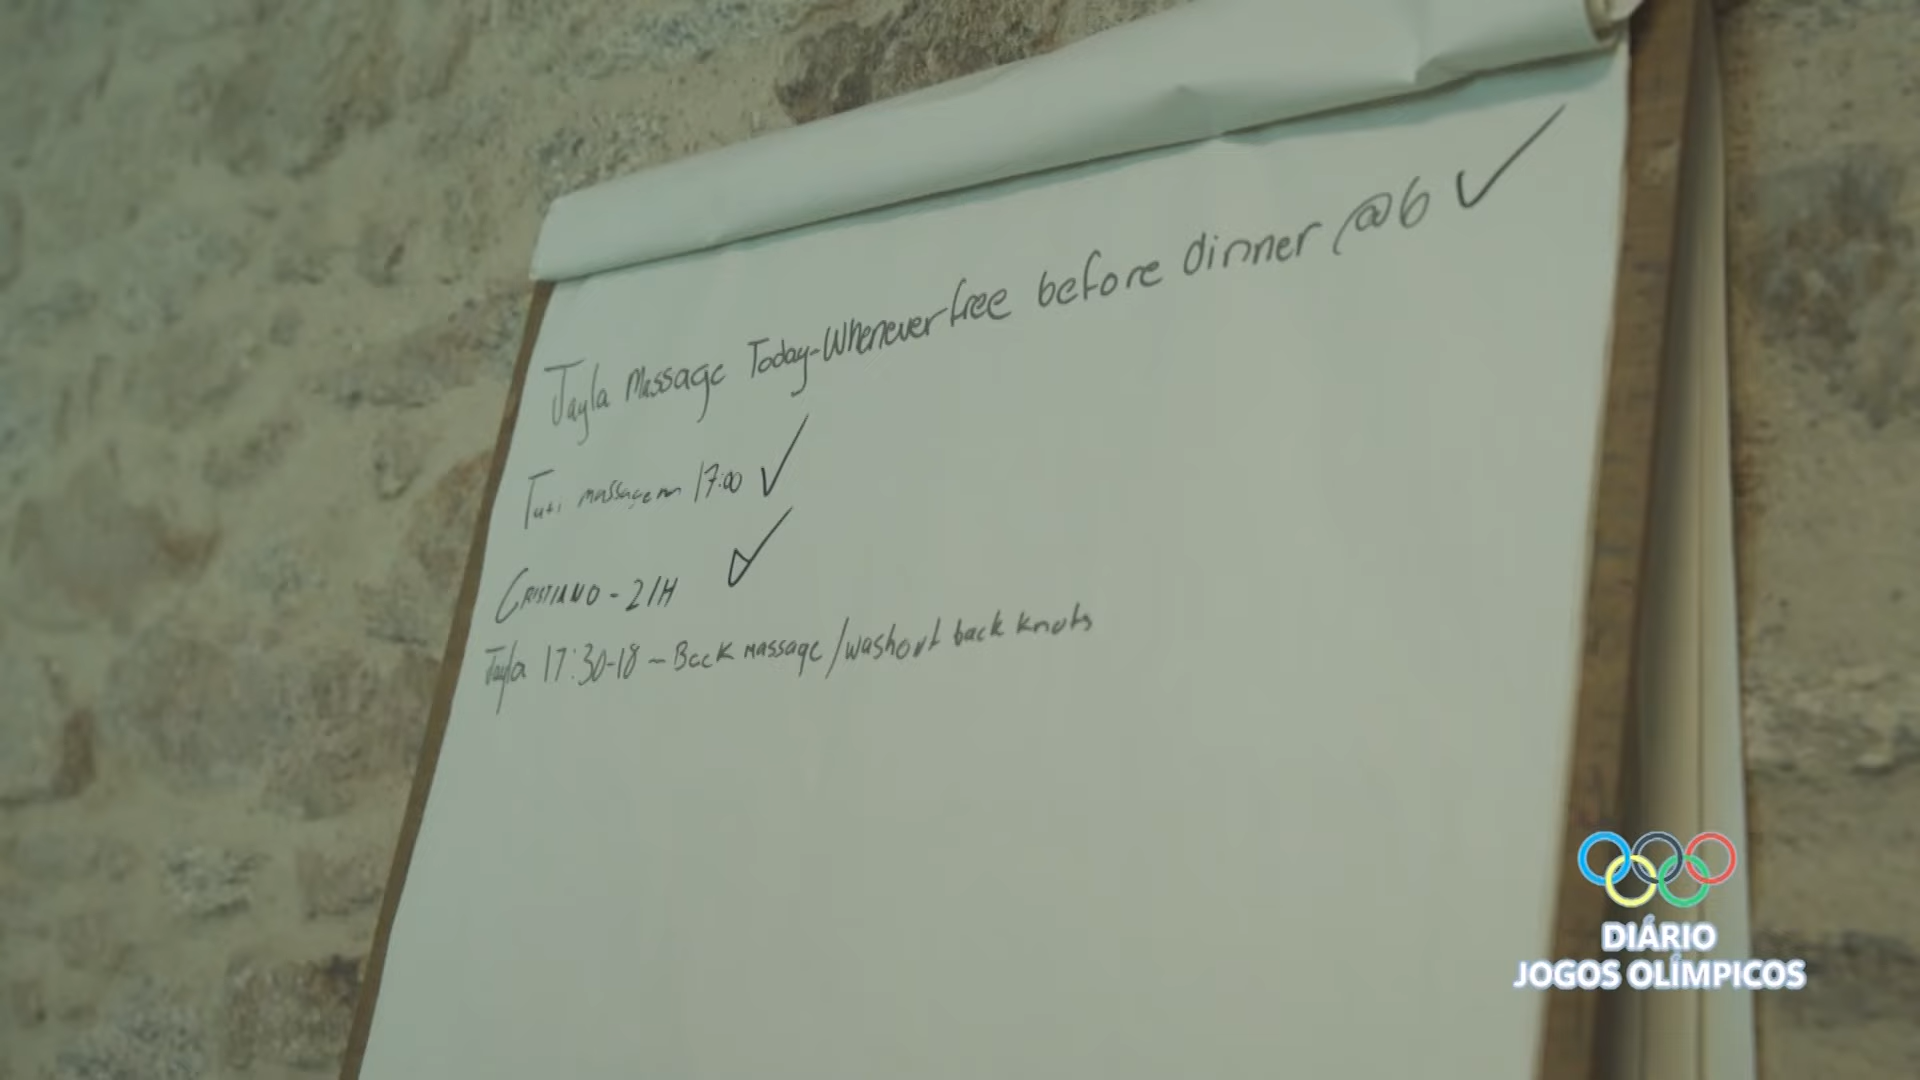 Jayla Massage Today-Whenever free before dinner @6 ✓
Tuti massagem 17:00 ✓
CRISTIANO - 21H ✓
Jayla 17:30-18 - Back massage/washout back knots
DIÁRIO
JOGOS OLÍMPICOS